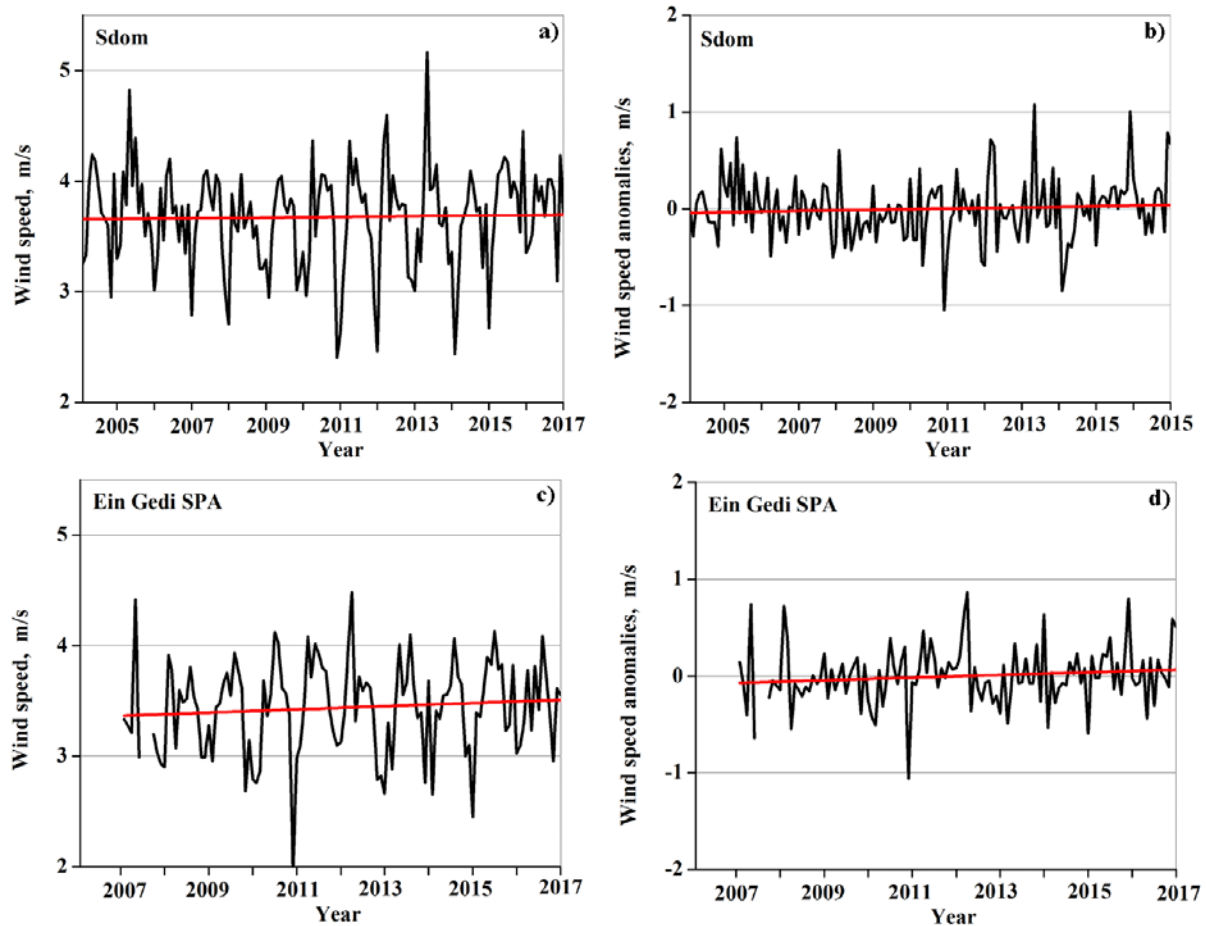 a)
Sdom
5
4
3
2
Wind speed, m/s
2005 2007 2009 2011 2013 2015 2017
Year
b)
Sdom
2
1
0
-1
-2
Wind speed anomalies, m/s
2005 2007 2009 2011 2013 2015 2015
Year
c)
Ein Gedi SPA
5
4
3
2
Wind speed, m/s
2007 2009 2011 2013 2015 2017
Year
d)
Ein Gedi SPA
2
1
0
-1
-2
Wind speed anomalies, m/s
2007 2009 2011 2013 2015 2017
Year